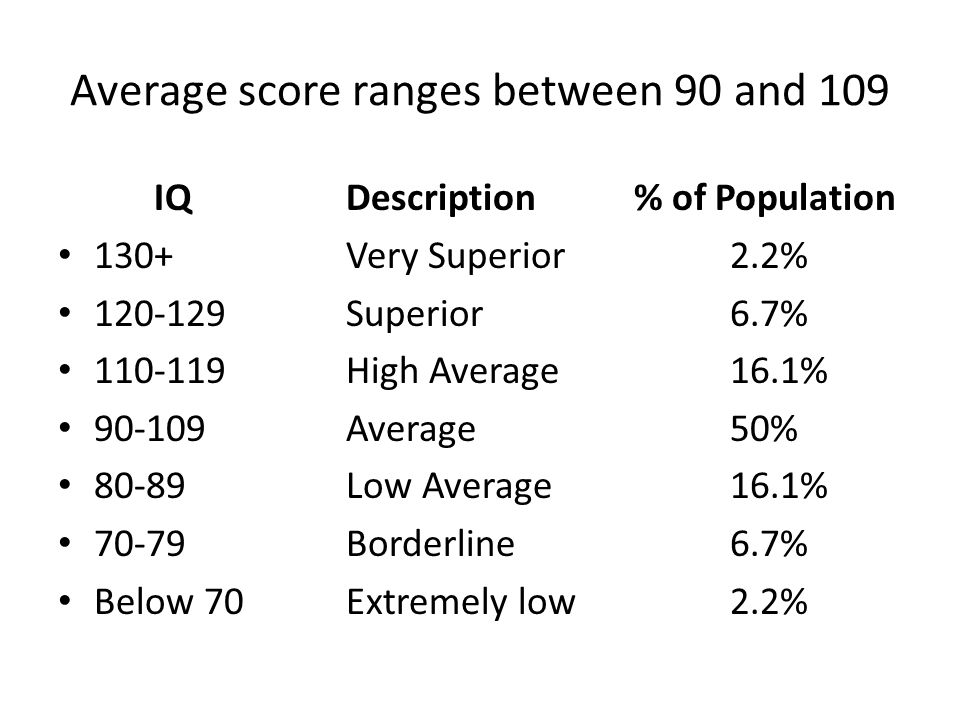 Average score ranges between 90 and 109
IQ Description % of Population
• 130+ Very Superior 2.2%
• 120-129 Superior 6.7%
• 110-119 High Average 16.1%
• 90-109 Average 50%
• 80-89 Low Average 16.1%
• 70-79 Borderline 6.7%
• Below 70 Extremely low 2.2%